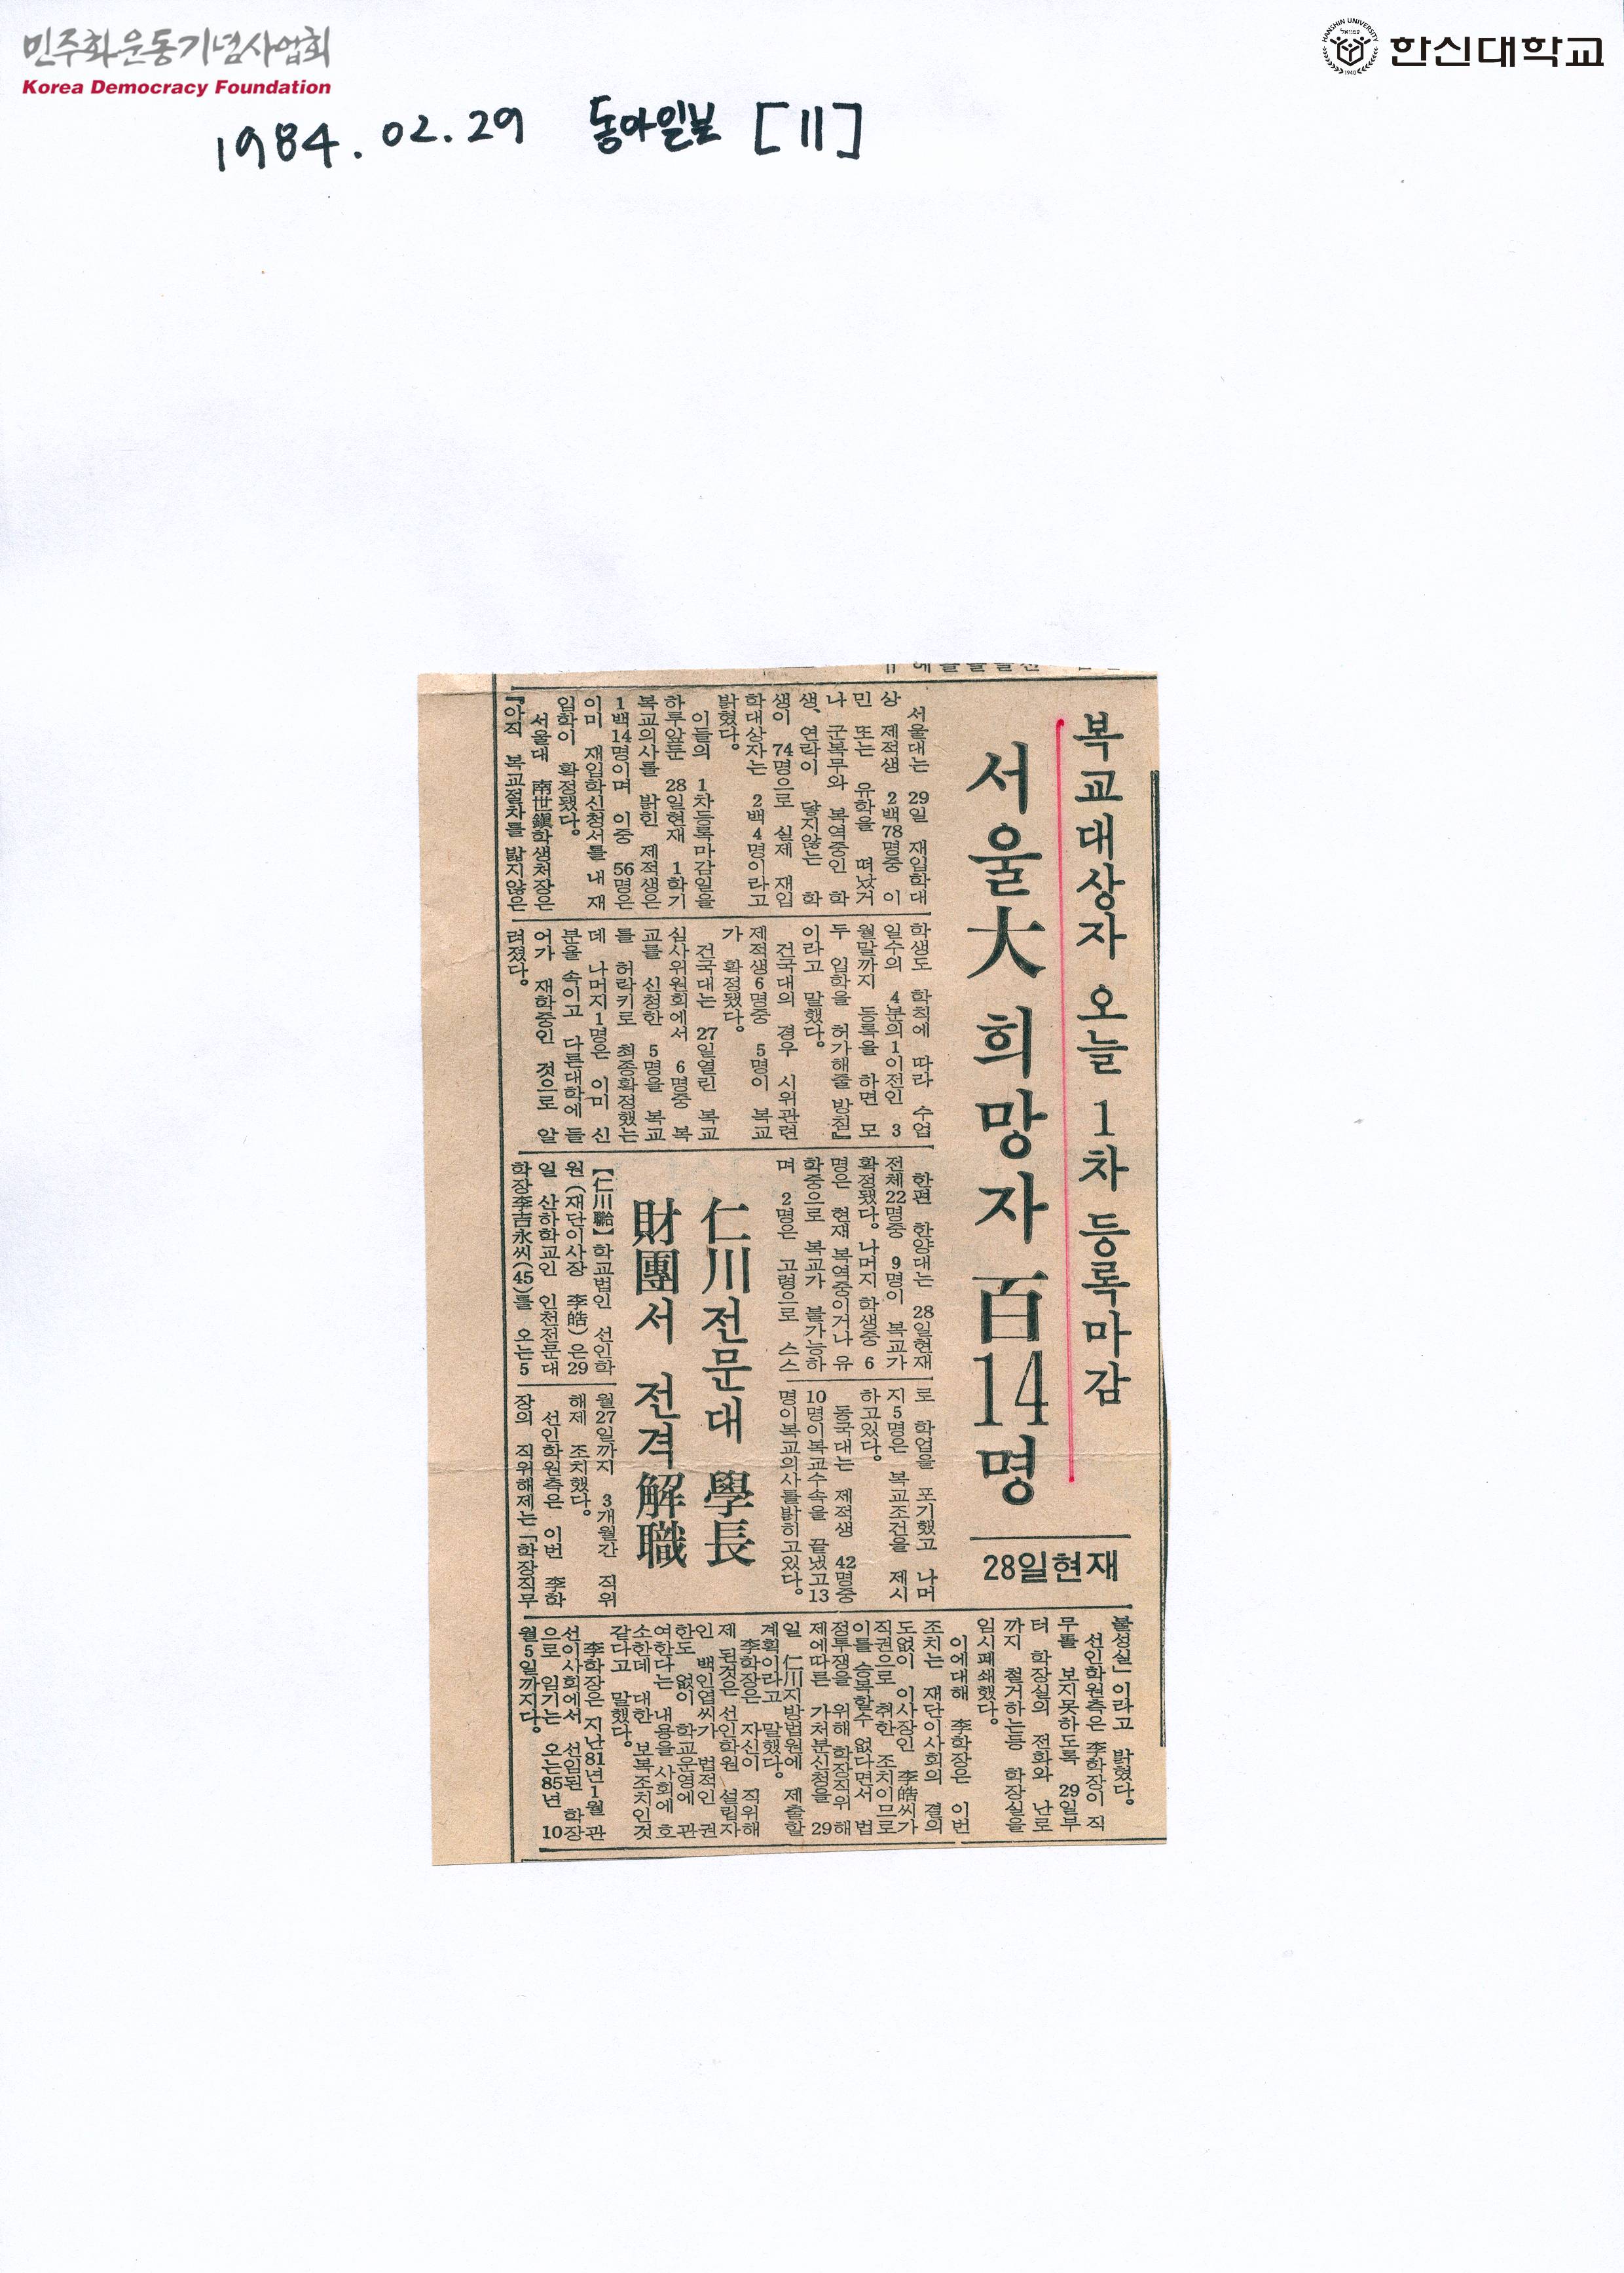 민주화운동기념사업회
Korea Democracy Foundation
HANSHIN UNIVERSITY
1940
한신대학교
1984.02.29 동아일보 [11]
복교대상자 오늘 1차 등록마감
서울大 희망자 百14명
28일현재
서울대는 29일 재입학대
상 제적생 2백78명중 이
민 또는 유학을 떠났거
나 군복무와 복역중인 학
생, 연락이 닿지않는 학
생이 74명으로 실제 재입
학대상자는 2백4명이라고
밝혔다.
이들의 1차등록마감일을
하루앞둔 28일현재 1학기
복교의사를 밝힌 제적생은
1백14명이며 이중 56명은
이미 재입학신청서를 내 재
입학이 확정됐다.
서울대 南世鎭학생처장은
『아직 복교절차를 밟지않은
학생도 학칙에 따라 수업
일수의 4분의1이전인 3
월말까지 등록을 하면 모
두 입학을 허가해줄 방침』
이라고 말했다.
건국대의 경우 시위관련
제적생6명중 5명이 복교
가 확정됐다.
건국대는 27일열린 복교
심사위원회에서 6명중 복
교를 신청한 5명을 복교
를 허락키로 최종확정했는
데 나머지1명은 이미 신
분을 속이고 다른대학에 들
어가 재학중인 것으로 알
려졌다.
한편 한양대는 28일현재
전체22명중 9명이 복교가
확정됐다. 나머지 학생중 6
명은 현재 복역중이거나 유
학중으로 복교가 불가능하
며 2명은 고령으로 스스
로 학업을 포기했고 나머
지5명은 복교조건을 제시
하고있다.
동국대는 제적생 42명중
10명이복교수속을 끝냈고13
명이복교의사를밝히고있다.
仁川전문대 學長
財團서 전격解職
【仁川聯】학교법인 선인학
원(재단이사장 李皓)은29
일 산하학교인 인천전문대
학장李吉永씨(45)를 오는5
월27일까지 3개월간 직위
해제 조치했다.
선인학원측은 이번 李학
장의 직위해제는「학장직무
불성실」이라고 밝혔다.
선인학원측은 李학장이 직
무를 보지못하도록 29일부
터 학장실의 전화와 난로
까지 철거하는등 학장실을
임시폐쇄했다.
이에대해 李학장은 이번
조치는 재단이사회의 결의
도없이 이사장인 李皓씨가
직권으로 취한 조치이므로
이를 승복할수 없다면서 법
정투쟁을 위해 학장직위해
제에따른 가처분신청을 29
일 仁川지방법원에 제출할
계획이라고 말했다.
李학장은 자신이 직위해
제 된것은 선인학원 설립자
인 백인엽씨가 법적인 권
한도 없이 학교운영에 관
여한다는 내용을 사회에 호
소한데 대한 보복조치인것
같다고 말했다.
李학장은 지난81년1월 관
선이사회에서 선임된 학장
으로 임기는 오는85년 10
월5일까지다.